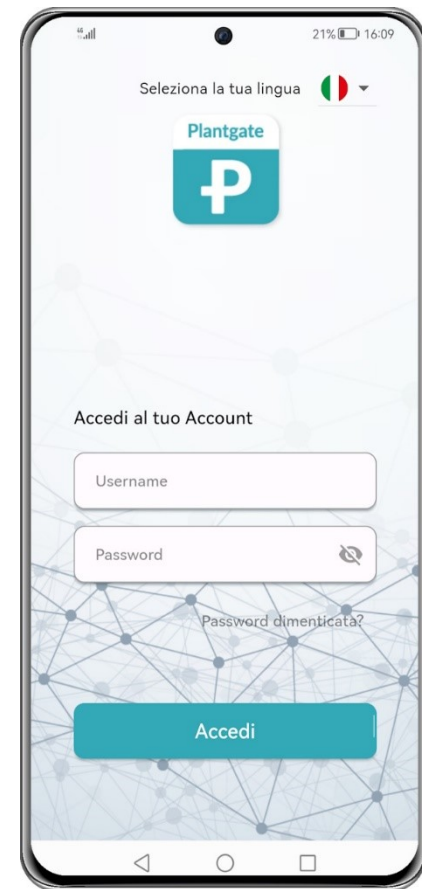 21% 16:09
Seleziona la tua lingua
Plantgate
P
Accedi al tuo Account
Username
Password
Password dimenticata?
Accedi